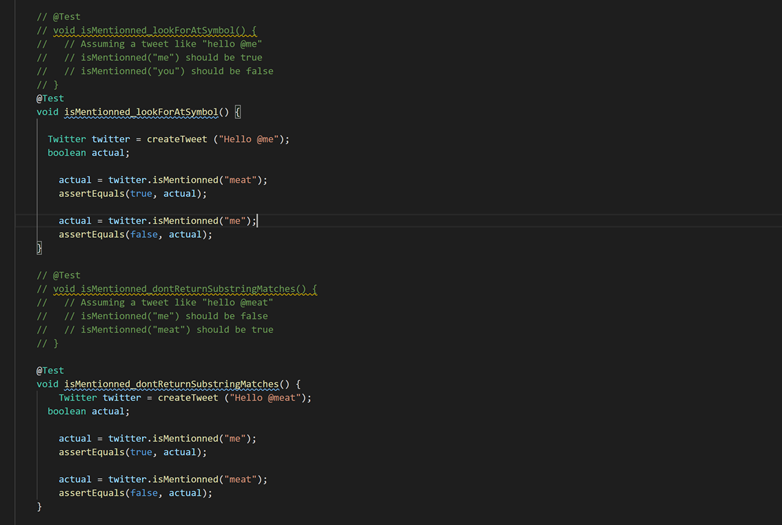 // @Test
// void isMentionned_lookForAtSymbol() {
//   // Assuming a tweet like "hello @me"
//   // isMentionned("me") should be true
//   // isMentionned("you") should be false
// }
@Test
void isMentionned_lookForAtSymbol() {
Twitter twitter = createTweet ("Hello @me");
boolean actual;
actual = twitter.isMentionned("meat");
assertEquals(true, actual);
actual = twitter.isMentionned("me");
assertEquals(false, actual);
}
// @Test
// void isMentionned_dontReturnSubstringMatches() {
//   // Assuming a tweet like "hello @meat"
//   // isMentionned("me") should be false
//   // isMentionned("meat") should be true
// }
@Test
void isMentionned_dontReturnSubstringMatches() {
Twitter twitter = createTweet ("Hello @meat");
boolean actual;
actual = twitter.isMentionned("me");
assertEquals(true, actual);
actual = twitter.isMentionned("meat");
assertEquals(false, actual);
}